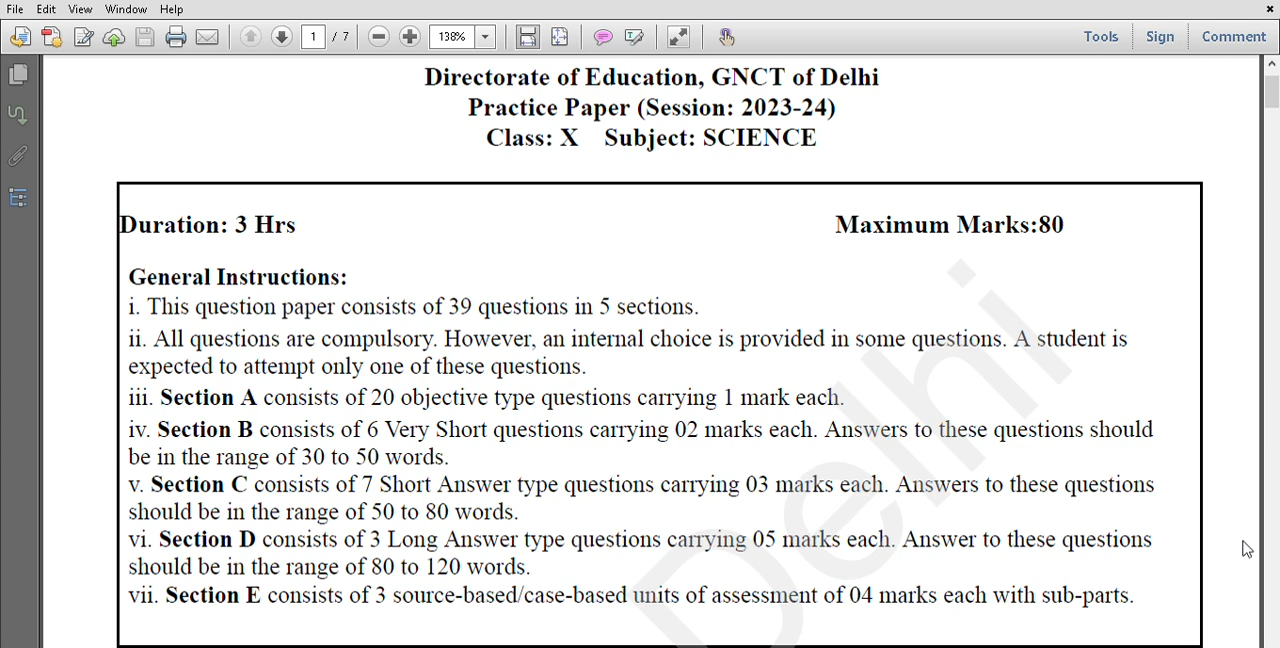 File Edit View Window Help
1 / 7 138% Tools Sign Comment
Directorate of Education, GNCT of Delhi
Practice Paper (Session: 2023-24)
Class: X Subject: SCIENCE
Duration: 3 Hrs Maximum Marks:80
General Instructions:
i. This question paper consists of 39 questions in 5 sections.
ii. All questions are compulsory. However, an internal choice is provided in some questions. A student is
expected to attempt only one of these questions.
iii. Section A consists of 20 objective type questions carrying 1 mark each.
iv. Section B consists of 6 Very Short questions carrying 02 marks each. Answers to these questions should
be in the range of 30 to 50 words.
v. Section C consists of 7 Short Answer type questions carrying 03 marks each. Answers to these questions
should be in the range of 50 to 80 words.
vi. Section D consists of 3 Long Answer type questions carrying 05 marks each. Answer to these questions
should be in the range of 80 to 120 words.
vii. Section E consists of 3 source-based/case-based units of assessment of 04 marks each with sub-parts.
Delhi